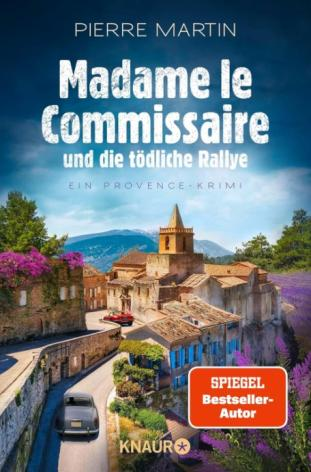 PIERRE MARTIN
Madame le
Commissaire
und die tödliche Rallye
EIN PROVENCE-KRIMI
SPIEGEL
Bestseller-
Autor
KNAUR